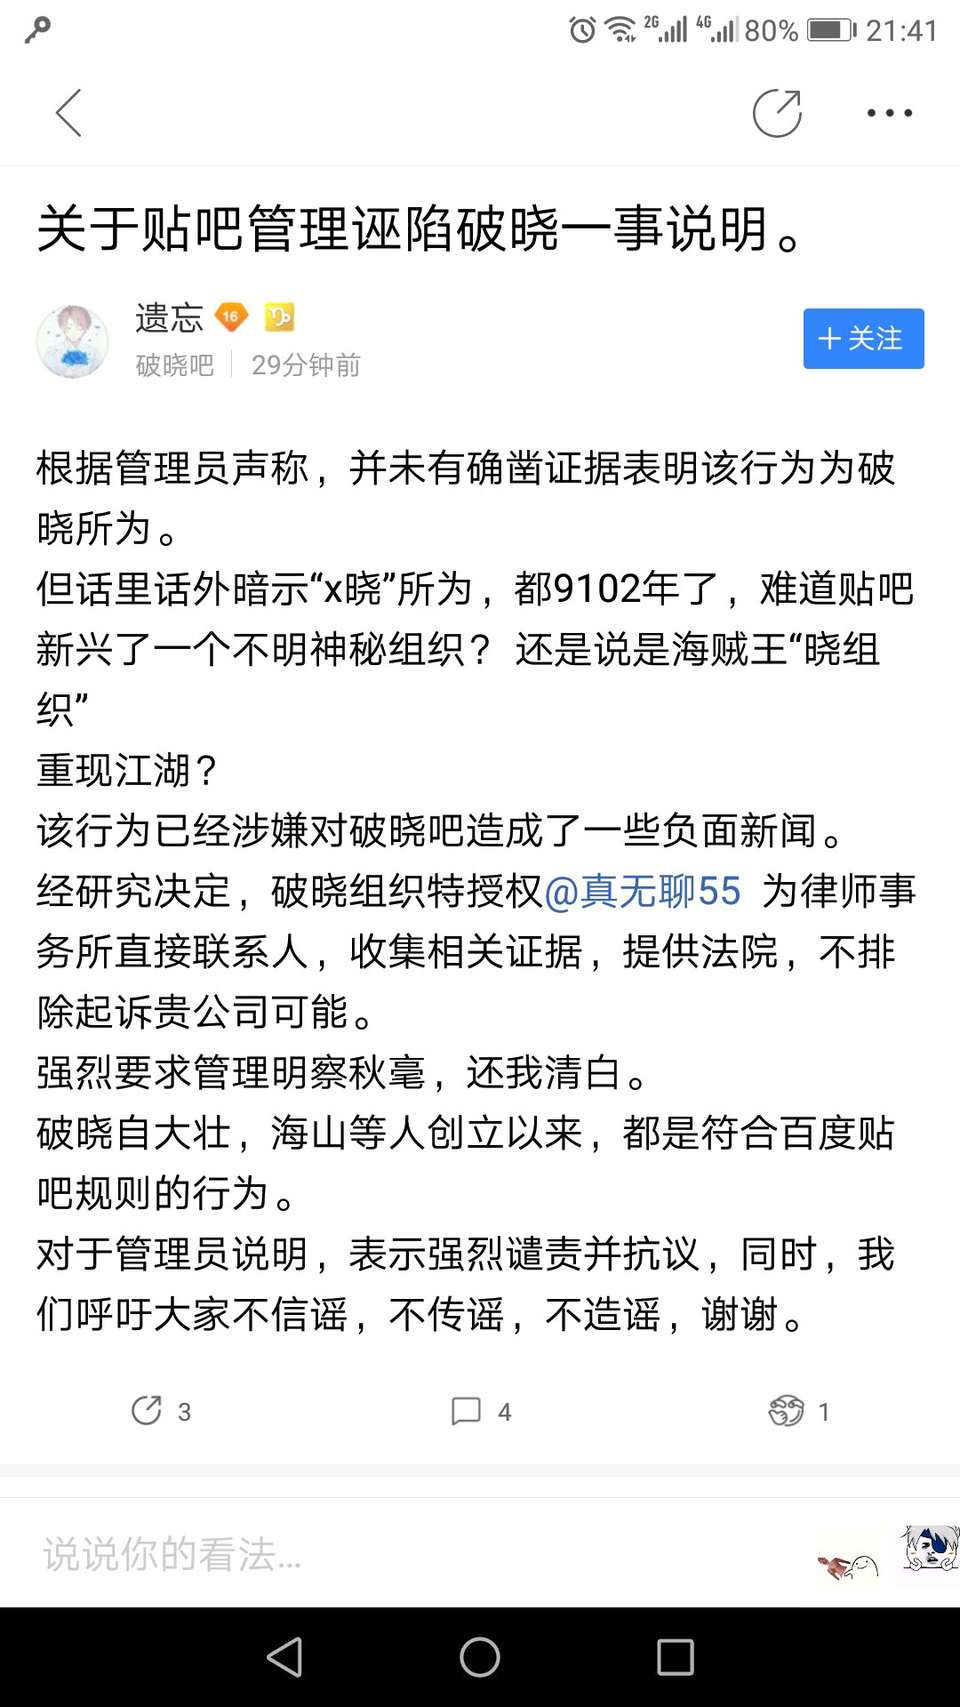 2G 4G 80% 21:41
关于贴吧管理诬陷破晓一事说明。
遗忘 16
破晓吧 29分钟前
+关注
根据管理员声称，并未有确凿证据表明该行为为破
晓所为。
但话里话外暗示“x晓”所为，都9102年了，难道贴吧
新兴了一个不明神秘组织？ 还是说是海贼王“晓组
织”
重现江湖？
该行为已经涉嫌对破晓吧造成了一些负面新闻。
经研究决定，破晓组织特授权@真无聊55 为律师事
务所直接联系人，收集相关证据，提供法院，不排
除起诉贵公司可能。
强烈要求管理明察秋毫，还我清白。
破晓自大壮，海山等人创立以来，都是符合百度贴
吧规则的行为。
对于管理员说明，表示强烈谴责并抗议，同时，我
们呼吁大家不信谣，不传谣，不造谣，谢谢。
3 4 1
说说你的看法...